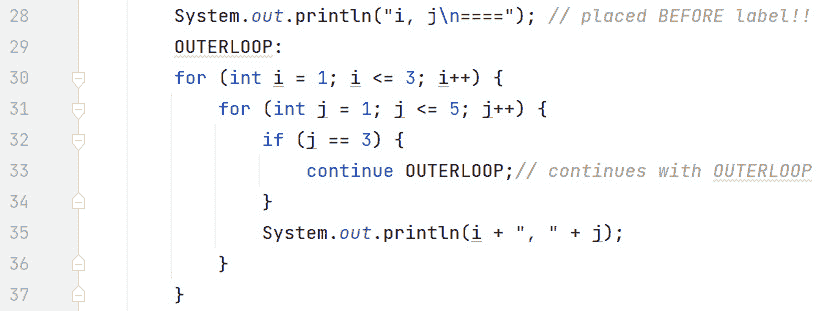 28 System.out.println("i, j\n===="); // placed BEFORE label!!
29 OUTERLOOP:
30 for (int i = 1; i <= 3; i++) {
31 for (int j = 1; j <= 5; j++) {
32 if (j == 3) {
33 continue OUTERLOOP;// continues with OUTERLOOP
34 }
35 System.out.println(i + ", " + j);
36 }
37 }